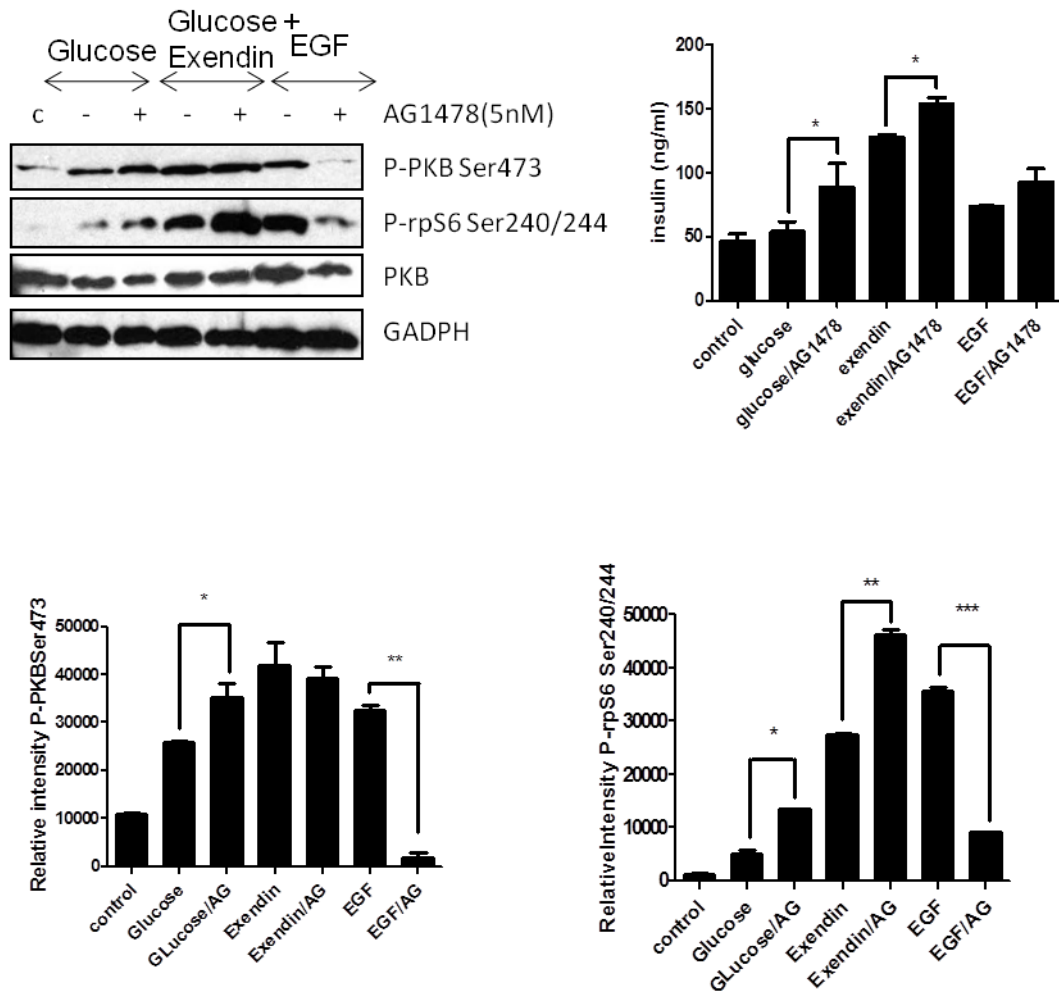 Glucose
Glucose +
Exendin
EGF
c - + - + - + AG1478(5nM)
P-PKB Ser473
P-rpS6 Ser240/244
PKB
GADPH
insulin (ng/ml)
200
150
100
50
0
*
*
control
glucose
glucose/AG1478
exendin
exendin/AG1478
EGF
EGF/AG1478
Relative intensity P-PKBSer473
50000
40000
30000
20000
10000
0
*
**
control
Glucose
GLucose/AG
Exendin
Exendin/AG
EGF
EGF/AG
RelativeIntensity P-rpS6 Ser240/244
50000
40000
30000
20000
10000
0
*
**
***
control
Glucose
GLucose/AG
Exendin
Exendin/AG
EGF
EGF/AG